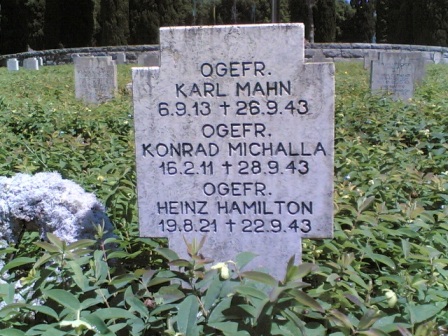 OGEFR.
KARL MAHN
6.9.13 † 26.9.43
OGEFR.
KONRAD MICHALLA
16.2.11 † 28.9.43
OGEFR.
HEINZ HAMILTON
19.8.21 † 22.9.43